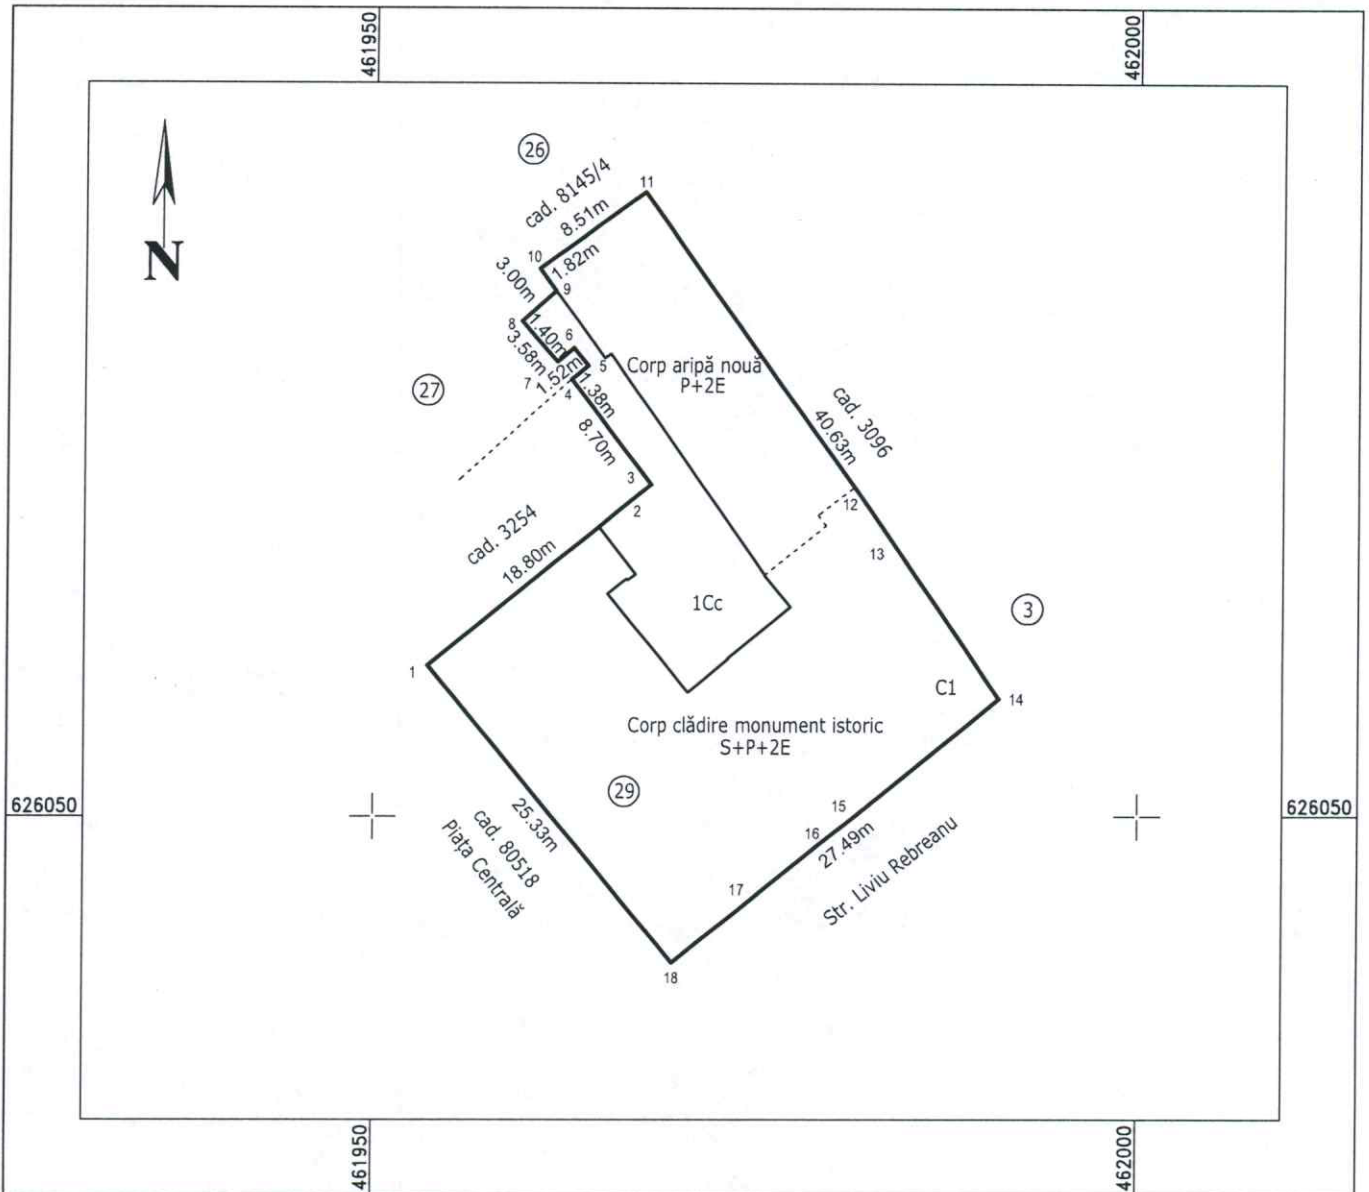 461950
462000
N
26
cad. 8145/4
8.51m
11
10
1.82m
3.00m
9
8
1.40m
6
3.58m
7
1.52m
5
4
1.38m
27
Corp aripă nouă
P+2E
8.70m
cad. 3096
40.63m
3
2
12
13
cad. 3254
18.80m
1Cc
3
1
C1
14
Corp clădire monument istoric
S+P+2E
29
626050
626050
25.33m
cad. 80518
Piața Centrală
15
16
27.49m
Str. Liviu Rebreanu
17
18
461950
462000